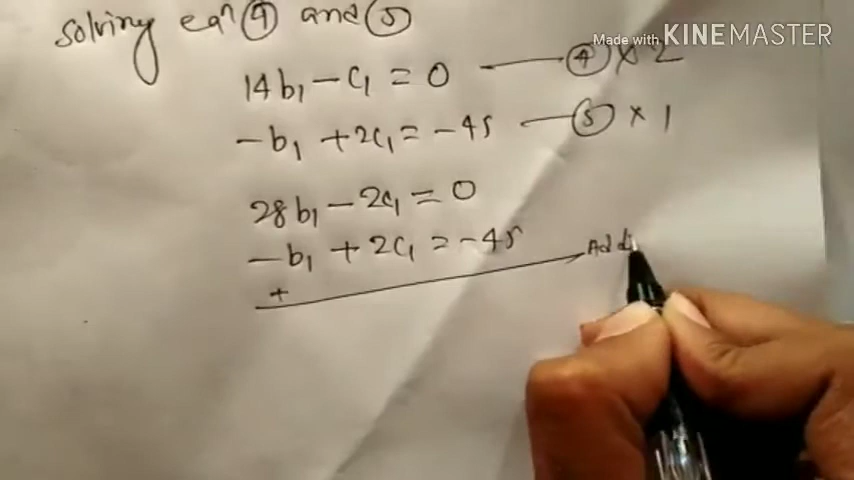 solving eqn ④ and ⑤
Made with KINEMASTER
14b₁ - c₁ = 0 — ④ × 2
-b₁ + 2c₁ = -45 — ⑤ × 1
28b₁ - 2c₁ = 0
-b₁ + 2c₁ = -45
+
Addi